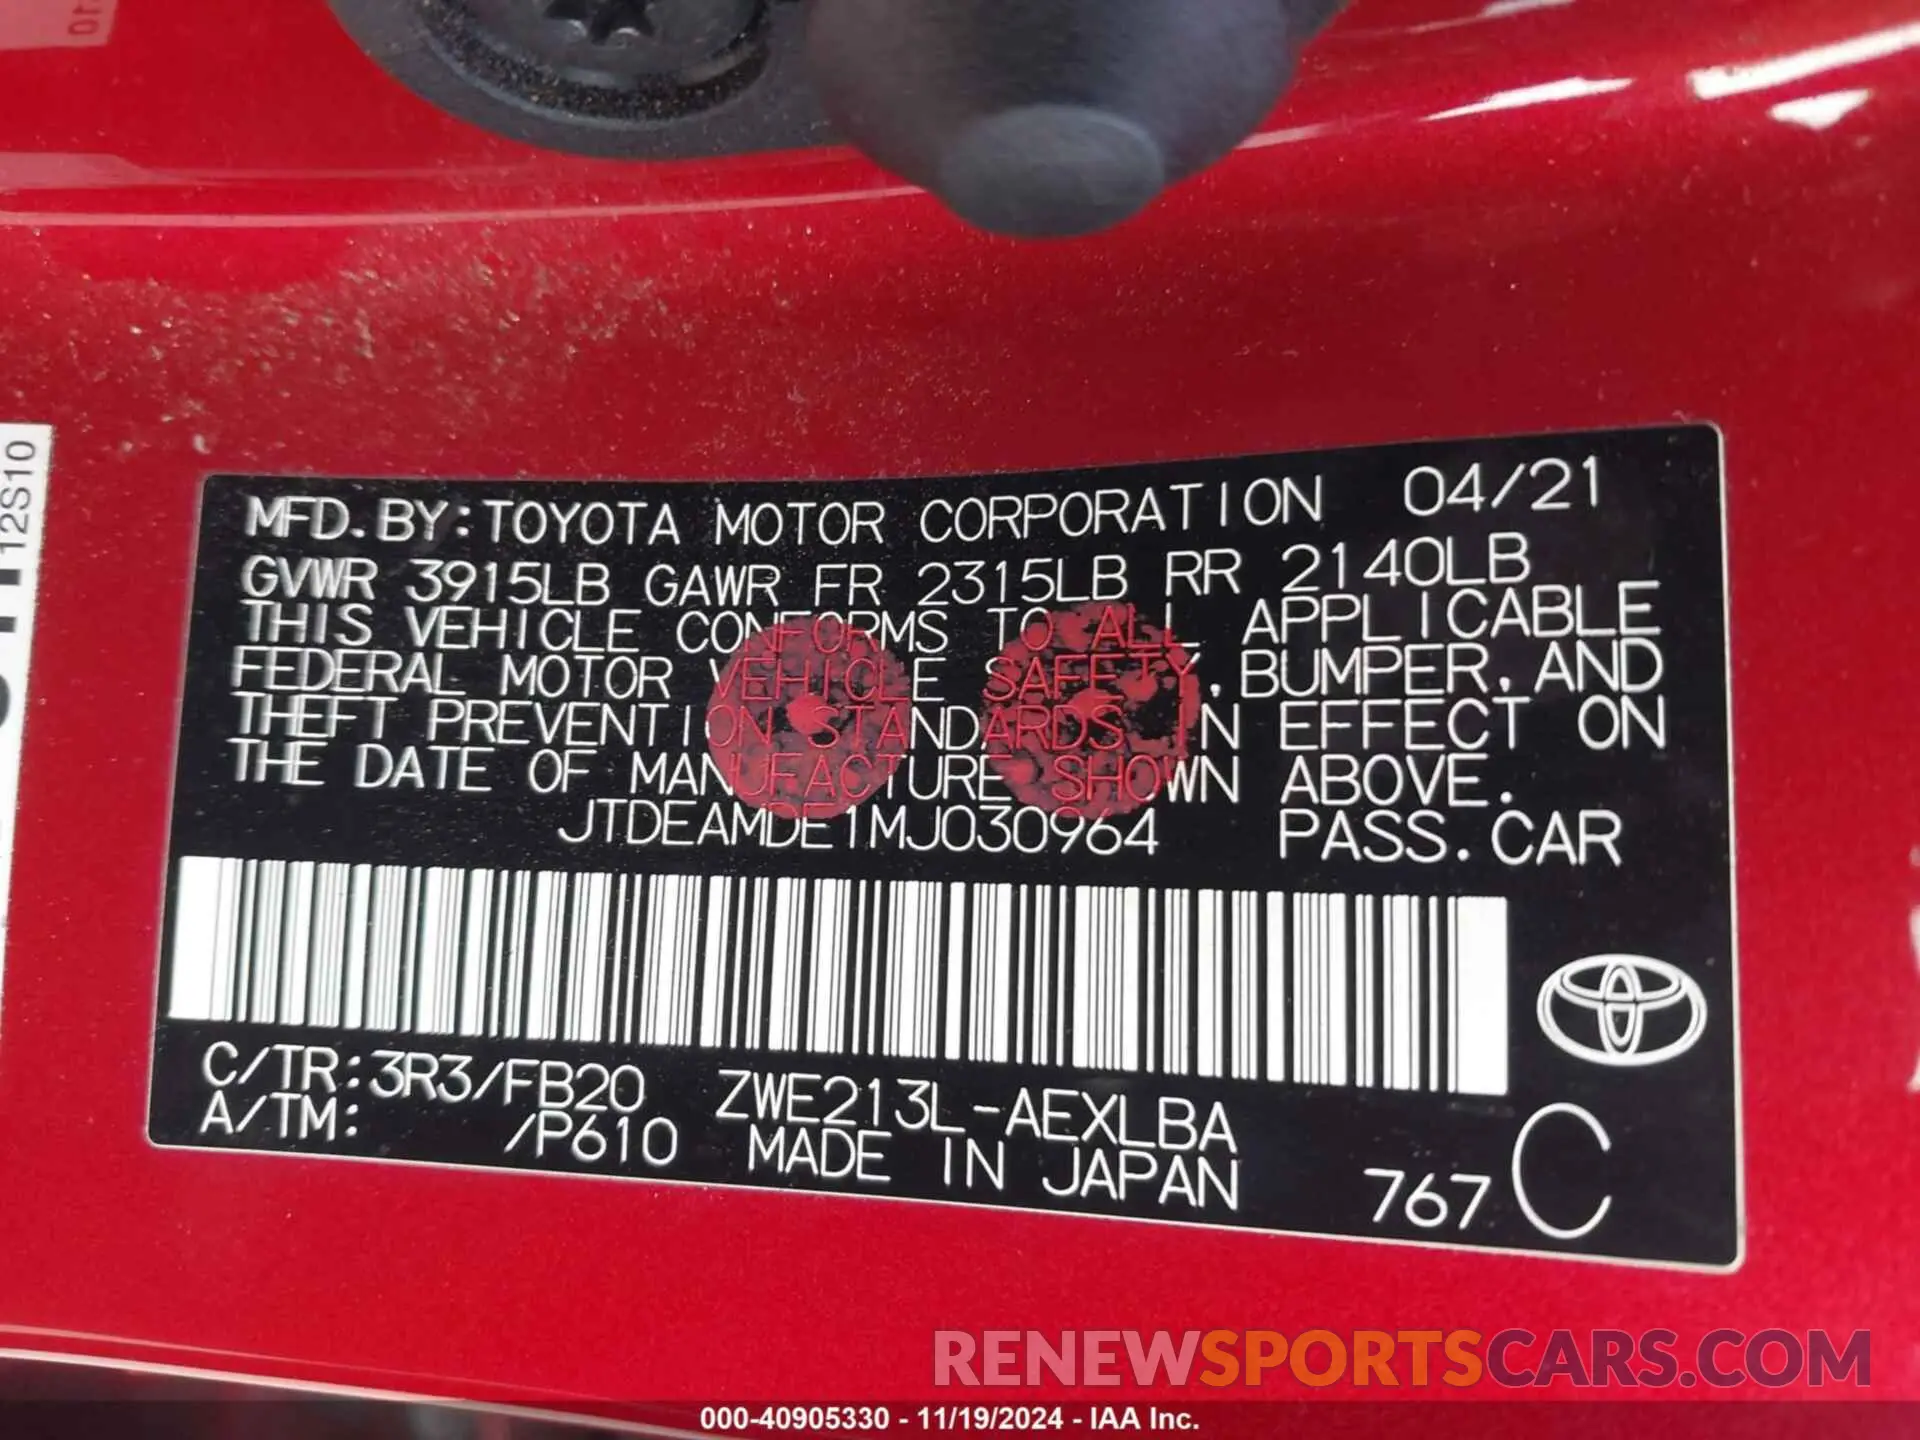 MFD. BY: TOYOTA MOTOR CORPORATION 04/21
GVWR 3915LB GAWR FR 2315LB RR 2140LB
THIS VEHICLE CONFORMS TO ALL APPLICABLE
FEDERAL MOTOR VEHICLE SAFETY, BUMPER, AND
THEFT PREVENTION STANDARDS IN EFFECT ON
THE DATE OF MANUFACTURE SHOWN ABOVE.
JTDEAMDE1MJ030964 PASS. CAR
C/TR: 3R3/FB20 ZWE213L-AEXLBA
A/TM: /P610 MADE IN JAPAN 767 C
12S10
RENEWSPORTSCARS.COM
000-40905330 - 11/19/2024 - IAA Inc.